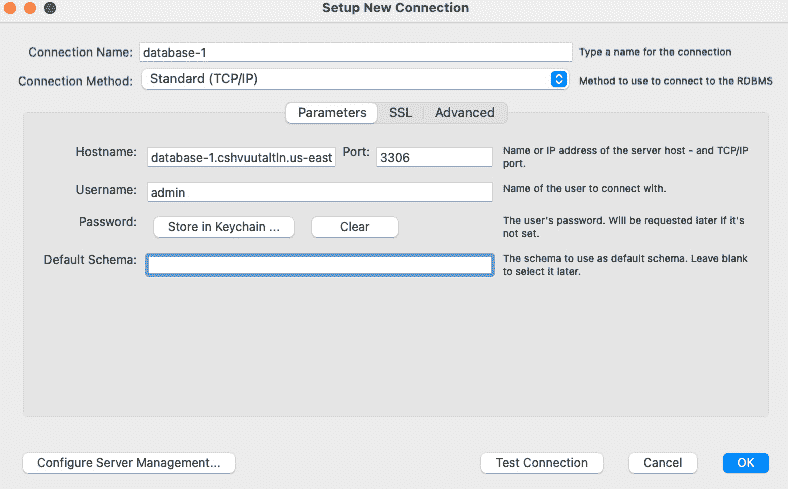 Setup New Connection
Connection Name: database-1 Type a name for the connection
Connection Method: Standard (TCP/IP) Method to use to connect to the RDBMS
Parameters SSL Advanced
Hostname: database-1.cshvuutaltln.us-east Port: 3306 Name or IP address of the server host - and TCP/IP
port.
Username: admin Name of the user to connect with.
Password: Store in Keychain ... Clear The user's password. Will be requested later if it's
not set.
Default Schema: The schema to use as default schema. Leave blank
to select it later.
Configure Server Management... Test Connection Cancel OK